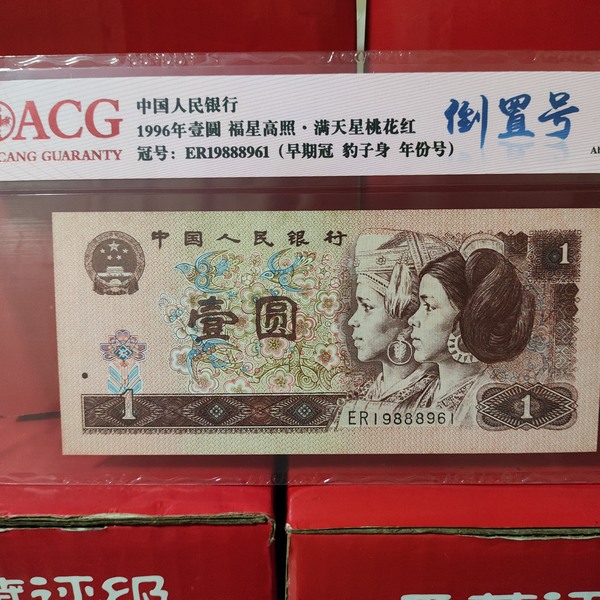 ACG
CANG GUARANTY
中国人民银行
1996年壹圆 福星高照·满天星桃花红
冠号：ER19888961（早期冠 豹子身 年份号）
倒置号
中国人民银行
壹圆
1
1
ER19888961
1
评级